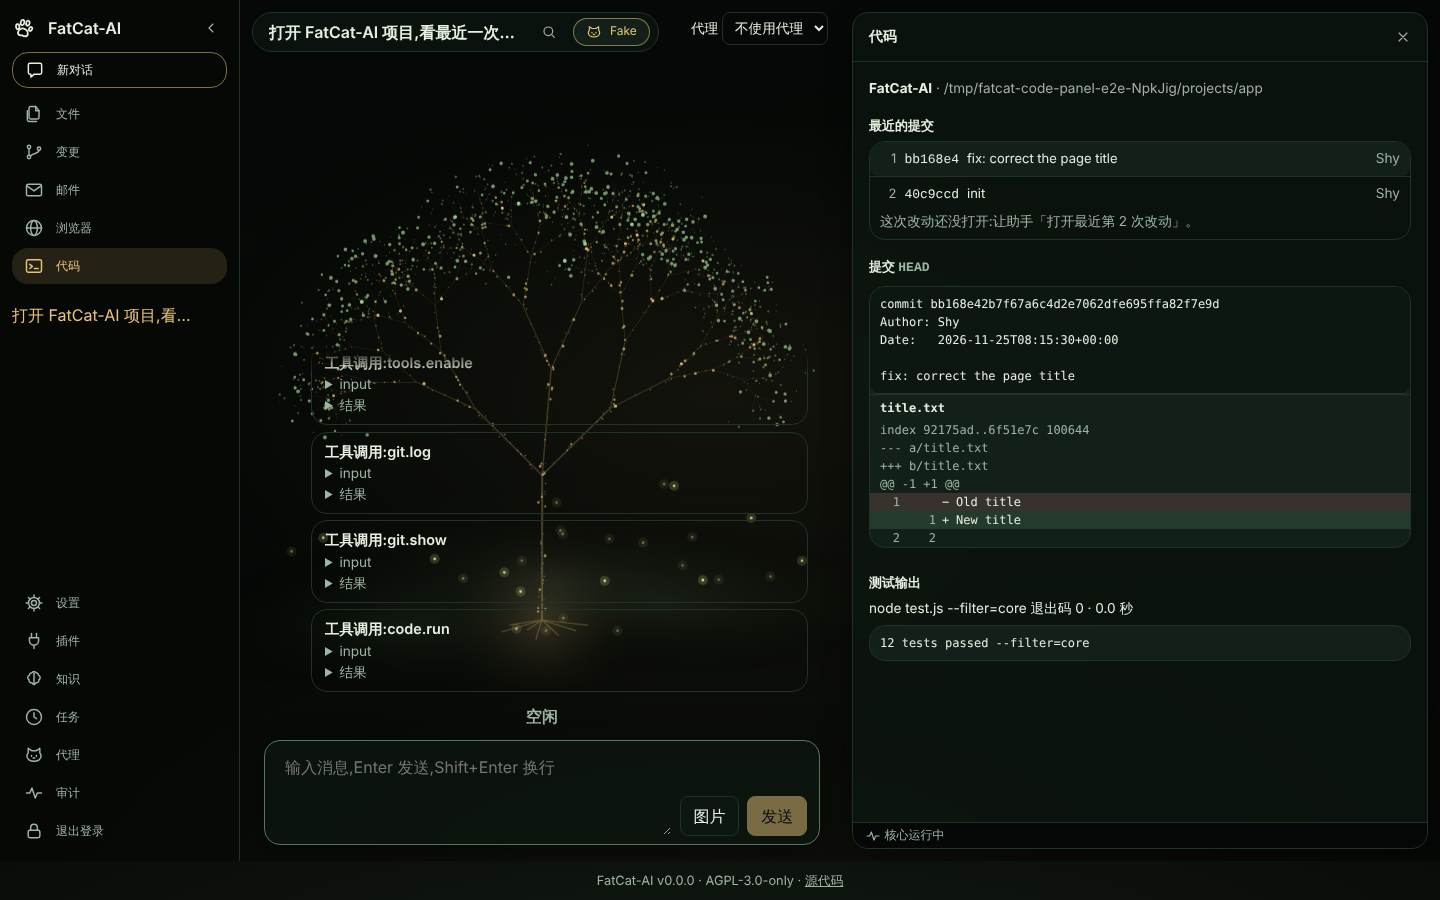 FatCat-AI
新对话
文件
变更
邮件
浏览器
代码
打开 FatCat-AI 项目,看...
设置
插件
知识
任务
代理
审计
退出登录
打开 FatCat-AI 项目,看最近一次...
Fake
代理 不使用代理
工具调用:tools.enable
input
结果
工具调用:git.log
input
结果
工具调用:git.show
input
结果
工具调用:code.run
input
结果
空闲
输入消息,Enter 发送,Shift+Enter 换行
图片 发送
代码
FatCat-AI · /tmp/fatcat-code-panel-e2e-NpkJig/projects/app
最近的提交
1 bb168e4 fix: correct the page title Shy
2 40c9ccd init Shy
这次改动还没打开:让助手「打开最近第 2 次改动」。
提交 HEAD
commit bb168e42b7f67a6c4d2e7062dfe695ffa82f7e9d
Author: Shy
Date:   2026-11-25T08:15:30+00:00
fix: correct the page title
title.txt
index 92175ad..6f51e7c 100644
--- a/title.txt
+++ b/title.txt
@@ -1 +1 @@
1 − Old title
1 + New title
2 2
测试输出
node test.js --filter=core 退出码 0 · 0.0 秒
12 tests passed --filter=core
核心运行中
FatCat-AI v0.0.0 · AGPL-3.0-only · 源代码